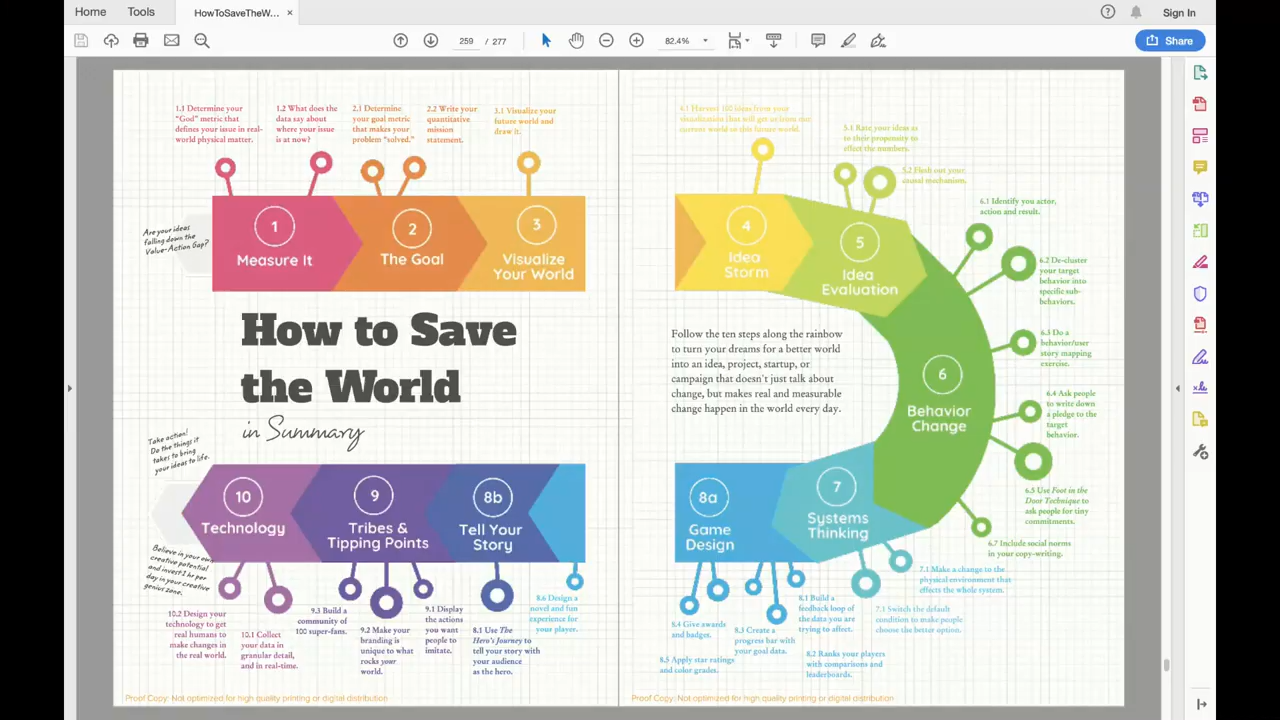 Home Tools HowToSaveTheW... × Sign In
259 / 277 82.4% Share
1.1 Determine your
"God" metric that
defines your issue in real-
world physical matter.
1.2 What does the
data say about
where your issue
is at now?
2.1 Determine
your goal metric
that makes your
problem "solved."
2.2 Write your
quantitative
mission
statement.
3.1 Visualize your
future world and
draw it.
4.1 Harvest 100 ideas from your
visualization that will get us from our
current world to this future world.
5.1 Rate your ideas as
to their propensity to
affect the numbers.
5.2 Flesh out your
causal mechanism.
6.1 Identify you actor,
action and result.
6.2 De-cluster
your target
behavior into
specific sub-
behaviors.
6.3 Do a
behavior/user
story mapping
exercise.
6.4 Ask people
to write down
a pledge to the
target
behavior.
6.5 Use Foot in the
Door Technique to
ask people for tiny
commitments.
6.7 Include social norms
in your copy-writing.
Are your ideas
falling down the
Value-Action Gap?
1
Measure It
2
The Goal
3
Visualize
Your World
4
Idea
Storm
5
Idea
Evaluation
6
Behavior
Change
How to Save
the World
in Summary
Follow the ten steps along the rainbow
to turn your dreams for a better world
into an idea, project, startup, or
campaign that doesn't just talk about
change, but makes real and measurable
change happen in the world every day.
Take action!
Do the things it
takes to bring
your ideas to life.
10
Technology
9
Tribes &
Tipping Points
8b
Tell Your
Story
8a
Game
Design
7
Systems
Thinking
Believe in your own
creative potential
and invest 1 hr per
day in your creative
genius zone.
10.2 Design your
technology to get
real humans to
make changes in
the real world.
10.1 Collect
your data in
granular detail,
and in real-time.
9.3 Build a
community of
100 super-fans.
9.2 Make your
branding is
unique to what
rocks your
world.
9.1 Display
the actions
you want
people to
imitate.
8.1 Use The
Hero's Journey to
tell your story with
your audience
as the hero.
8.6 Design a
novel and fun
experience for
your player.
8.4 Give awards
and badget.
8.5 Apply star ratings
and color grades.
8.3 Create a
progress bar with
your goal data.
8.1 Build a
feedback loop of
the data you are
trying to affect.
8.2 Ranks your players
with comparisons and
leaderboards.
7.1 Make a change to the
physical environment that
effects the whole system.
7.1 Switch the default
condition to make people
choose the better option.
Proof Copy: Not optimized for high quality printing or digital distribution
Proof Copy: Not optimized for high quality printing or digital distribution